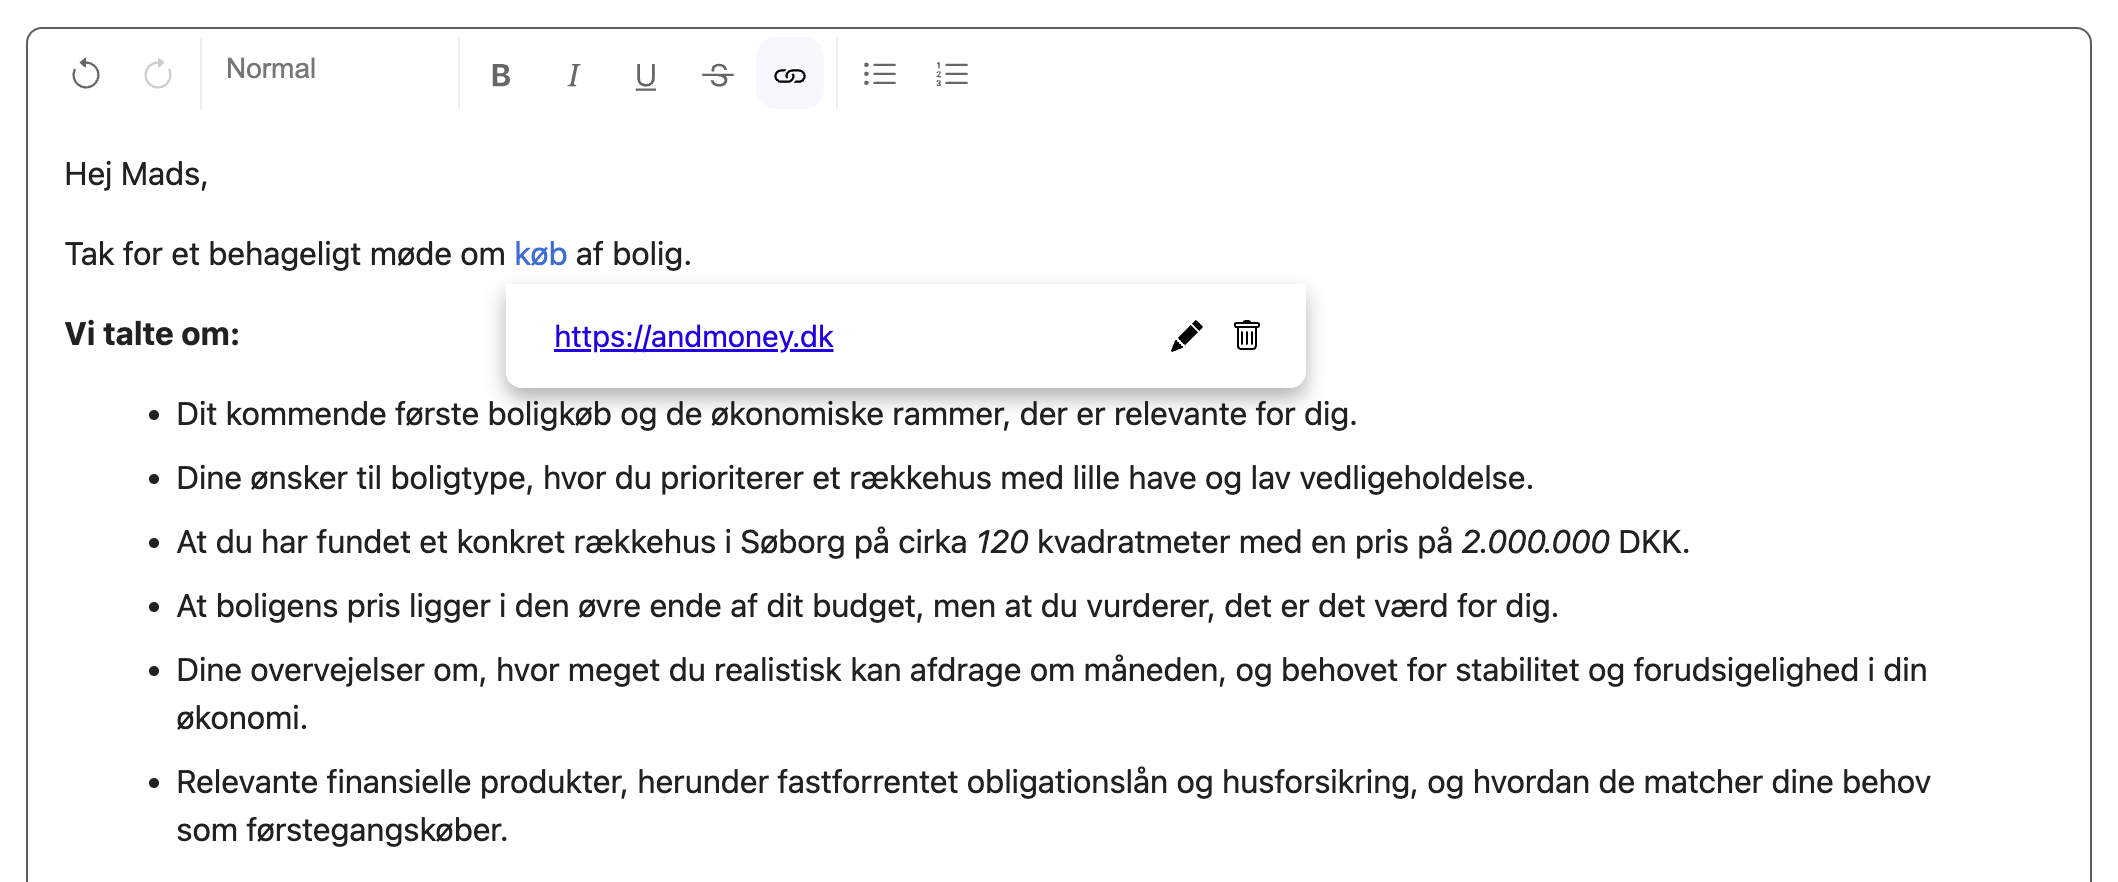 Normal
B I U S
Hej Mads,
Tak for et behageligt møde om køb af bolig.
https://andmoney.dk
Vi talte om:
• Dit kommende første boligkøb og de økonomiske rammer, der er relevante for dig.
• Dine ønsker til boligtype, hvor du prioriterer et rækkehus med lille have og lav vedligeholdelse.
• At du har fundet et konkret rækkehus i Søborg på cirka 120 kvadratmeter med en pris på 2.000.000 DKK.
• At boligens pris ligger i den øvre ende af dit budget, men at du vurderer, det er det værd for dig.
• Dine overvejelser om, hvor meget du realistisk kan afdrage om måneden, og behovet for stabilitet og forudsigelighed i din
økonomi.
• Relevante finansielle produkter, herunder fastforrentet obligationslån og husforsikring, og hvordan de matcher dine behov
som førstegangskøber.